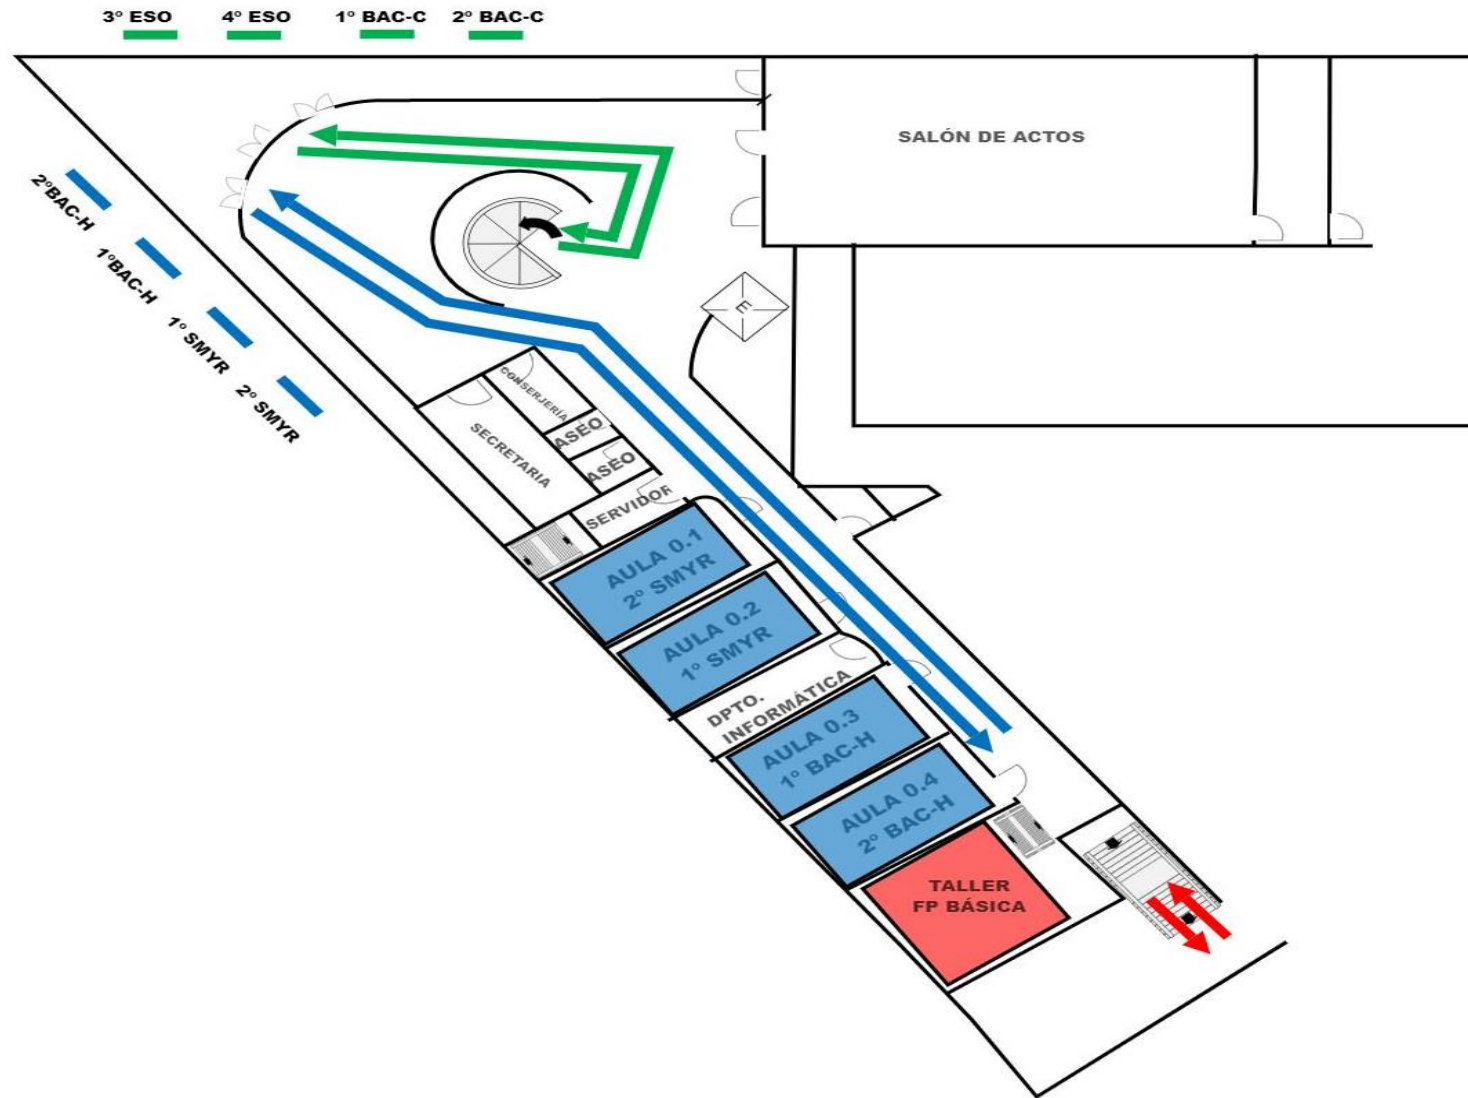 3º ESO
4º ESO
1º BAC-C
2º BAC-C
SALÓN DE ACTOS
2ºBAC-H
1ºBAC-H
1º SMYR
2º SMYR
E
CONSERJERÍA
SECRETARIA
ASEO
ASEO
SERVIDOR
AULA 0.1
2º SMYR
AULA 0.2
1º SMYR
DPTO.
INFORMÁTICA
AULA 0.3
1º BAC-H
AULA 0.4
2º BAC-H
TALLER
FP BÁSICA